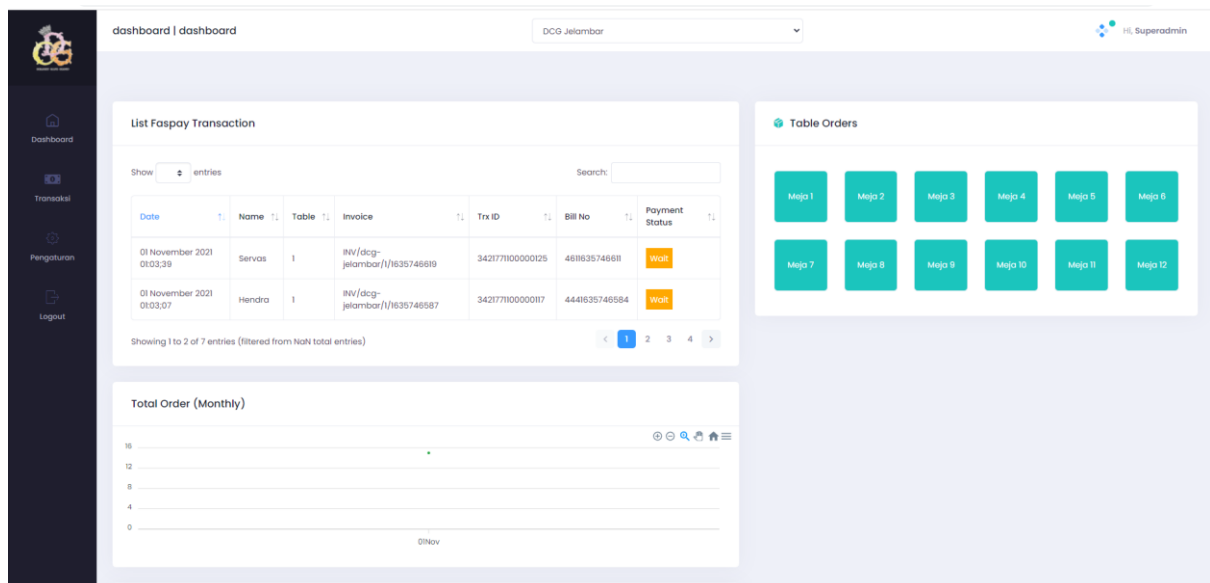 dashboard | dashboard
DCG Jelambar
Hi, Superadmin
Dashboard
Transaksi
Pengaturan
Logout
List Faspay Transaction
Show entries
Search:
Date Name Table Invoice Trx ID Bill No Payment Status
01 November 2021 01:03;39 Servas 1 INV/dcg-jelambar/1/1635746619 3421771100000125 4611635746611 Wait
01 November 2021 01:03;07 Hendra 1 INV/dcg-jelambar/1/1635746587 3421771100000117 4441635746584 Wait
Showing 1 to 2 of 7 entries (filtered from NaN total entries)
1 2 3 4
Table Orders
Meja 1 Meja 2 Meja 3 Meja 4 Meja 5 Meja 6
Meja 7 Meja 8 Meja 9 Meja 10 Meja 11 Meja 12
Total Order (Monthly)
16
12
8
4
0
01Nov